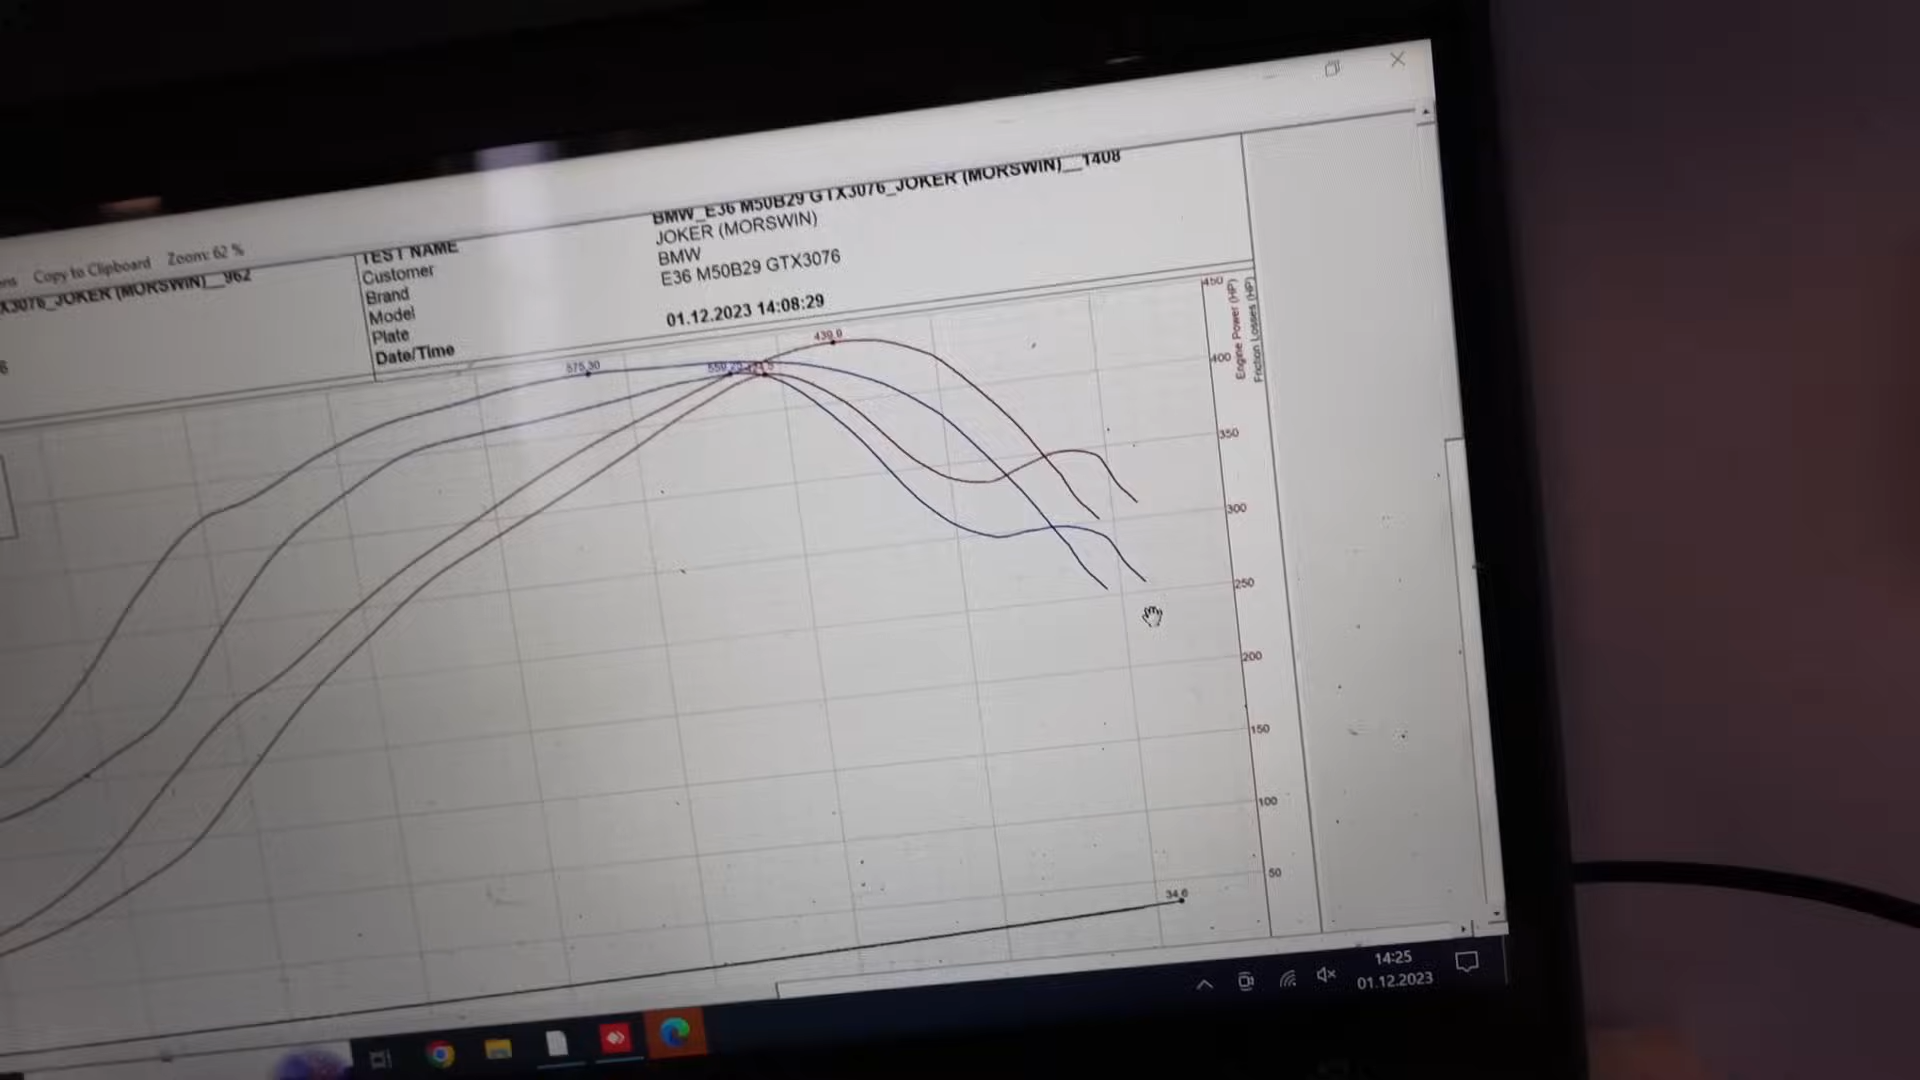 Copy to Clipboard Zoom: 62 %
X3076_JOKER (MORSWIN)__962
TEST NAME BMW_E36 M50B29 GTX3076_JOKER (MORSWIN)__1408
Customer JOKER (MORSWIN)
Brand BMW
Model E36 M50B29 GTX3076
Plate
Date/Time 01.12.2023 14:08:29
6
450
Engine Power (HP)
Friction Losses (HP)
439.9
575.30
400
350
300
250
200
150
100
50
34.6
14:25
01.12.2023